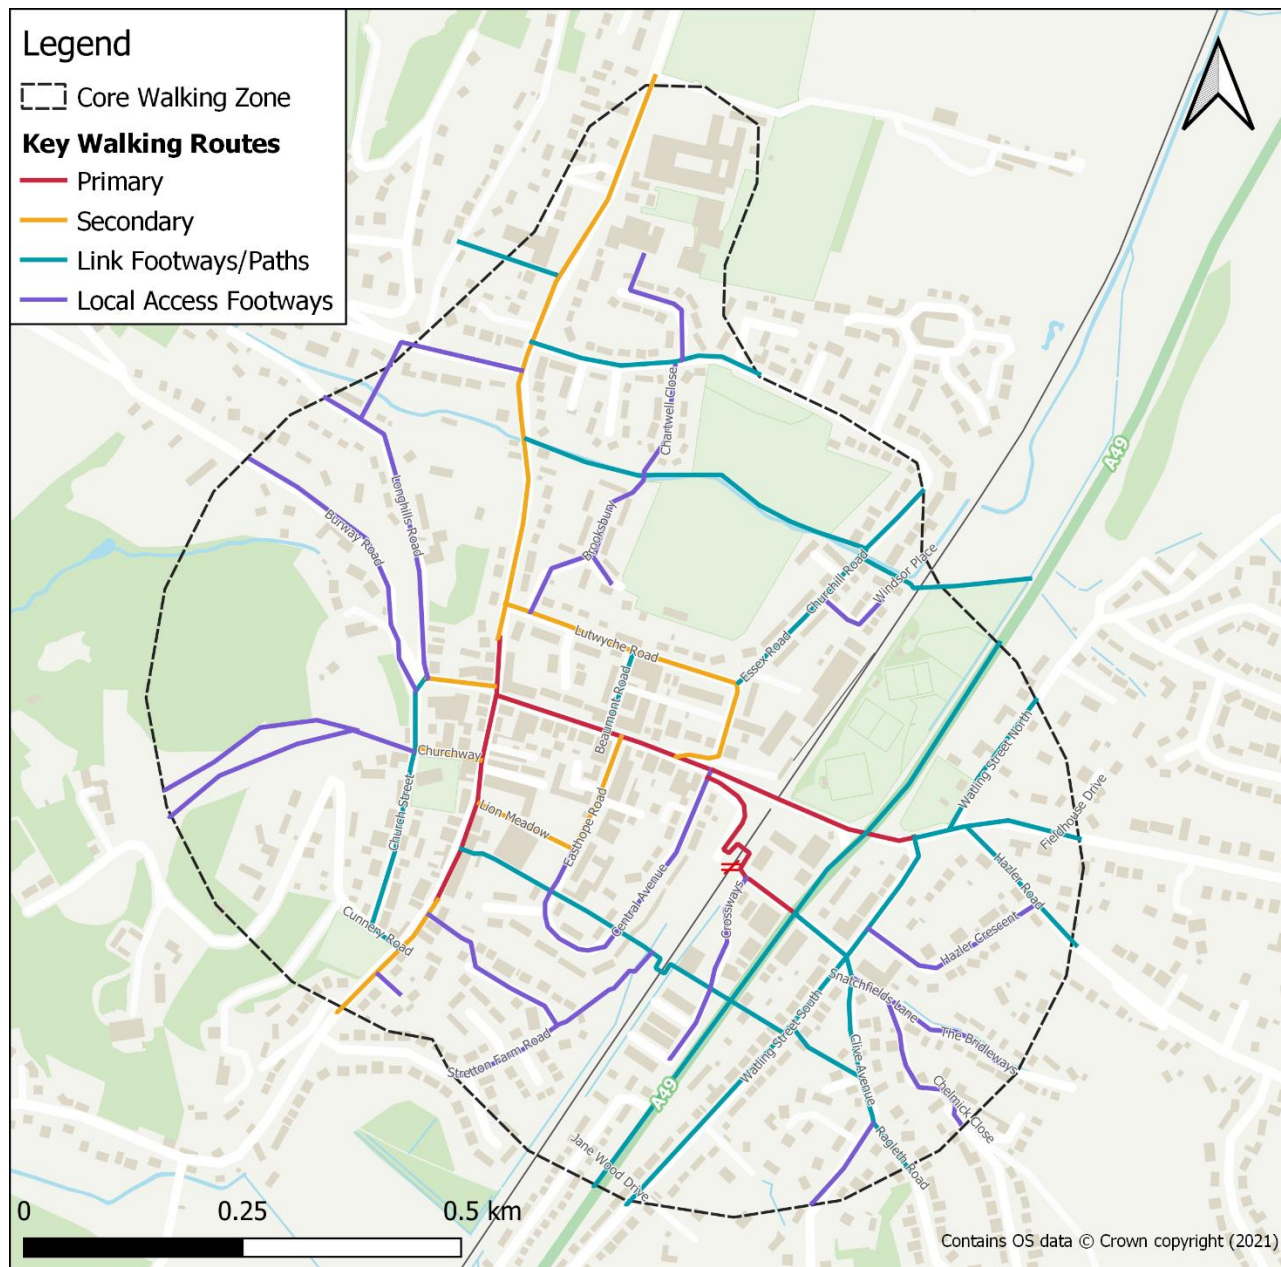 Legend
Core Walking Zone
Key Walking Routes
Primary
Secondary
Link Footways/Paths
Local Access Footways
A49
Chartwell Close
Longhills Road
Burway Road
Brooksbury
Windsor Place
Churchill Road
Lutwyche Road
Essex Road
Beaumont Road
Churchway
Watling Street North
Church Street
Lion Meadow
Easthope Road
Fieldhouse Drive
Hazler Road
Central Avenue
Crossways
Cunnery Road
Hazler Crescent
Snatchfields Lane
Watling Street South
The Bridleways
Stretton Farm Road
Clive Avenue
A49
Chelmick Close
Ragleth Road
Jane Wood Drive
0 0.25 0.5 km
Contains OS data © Crown copyright (2021)